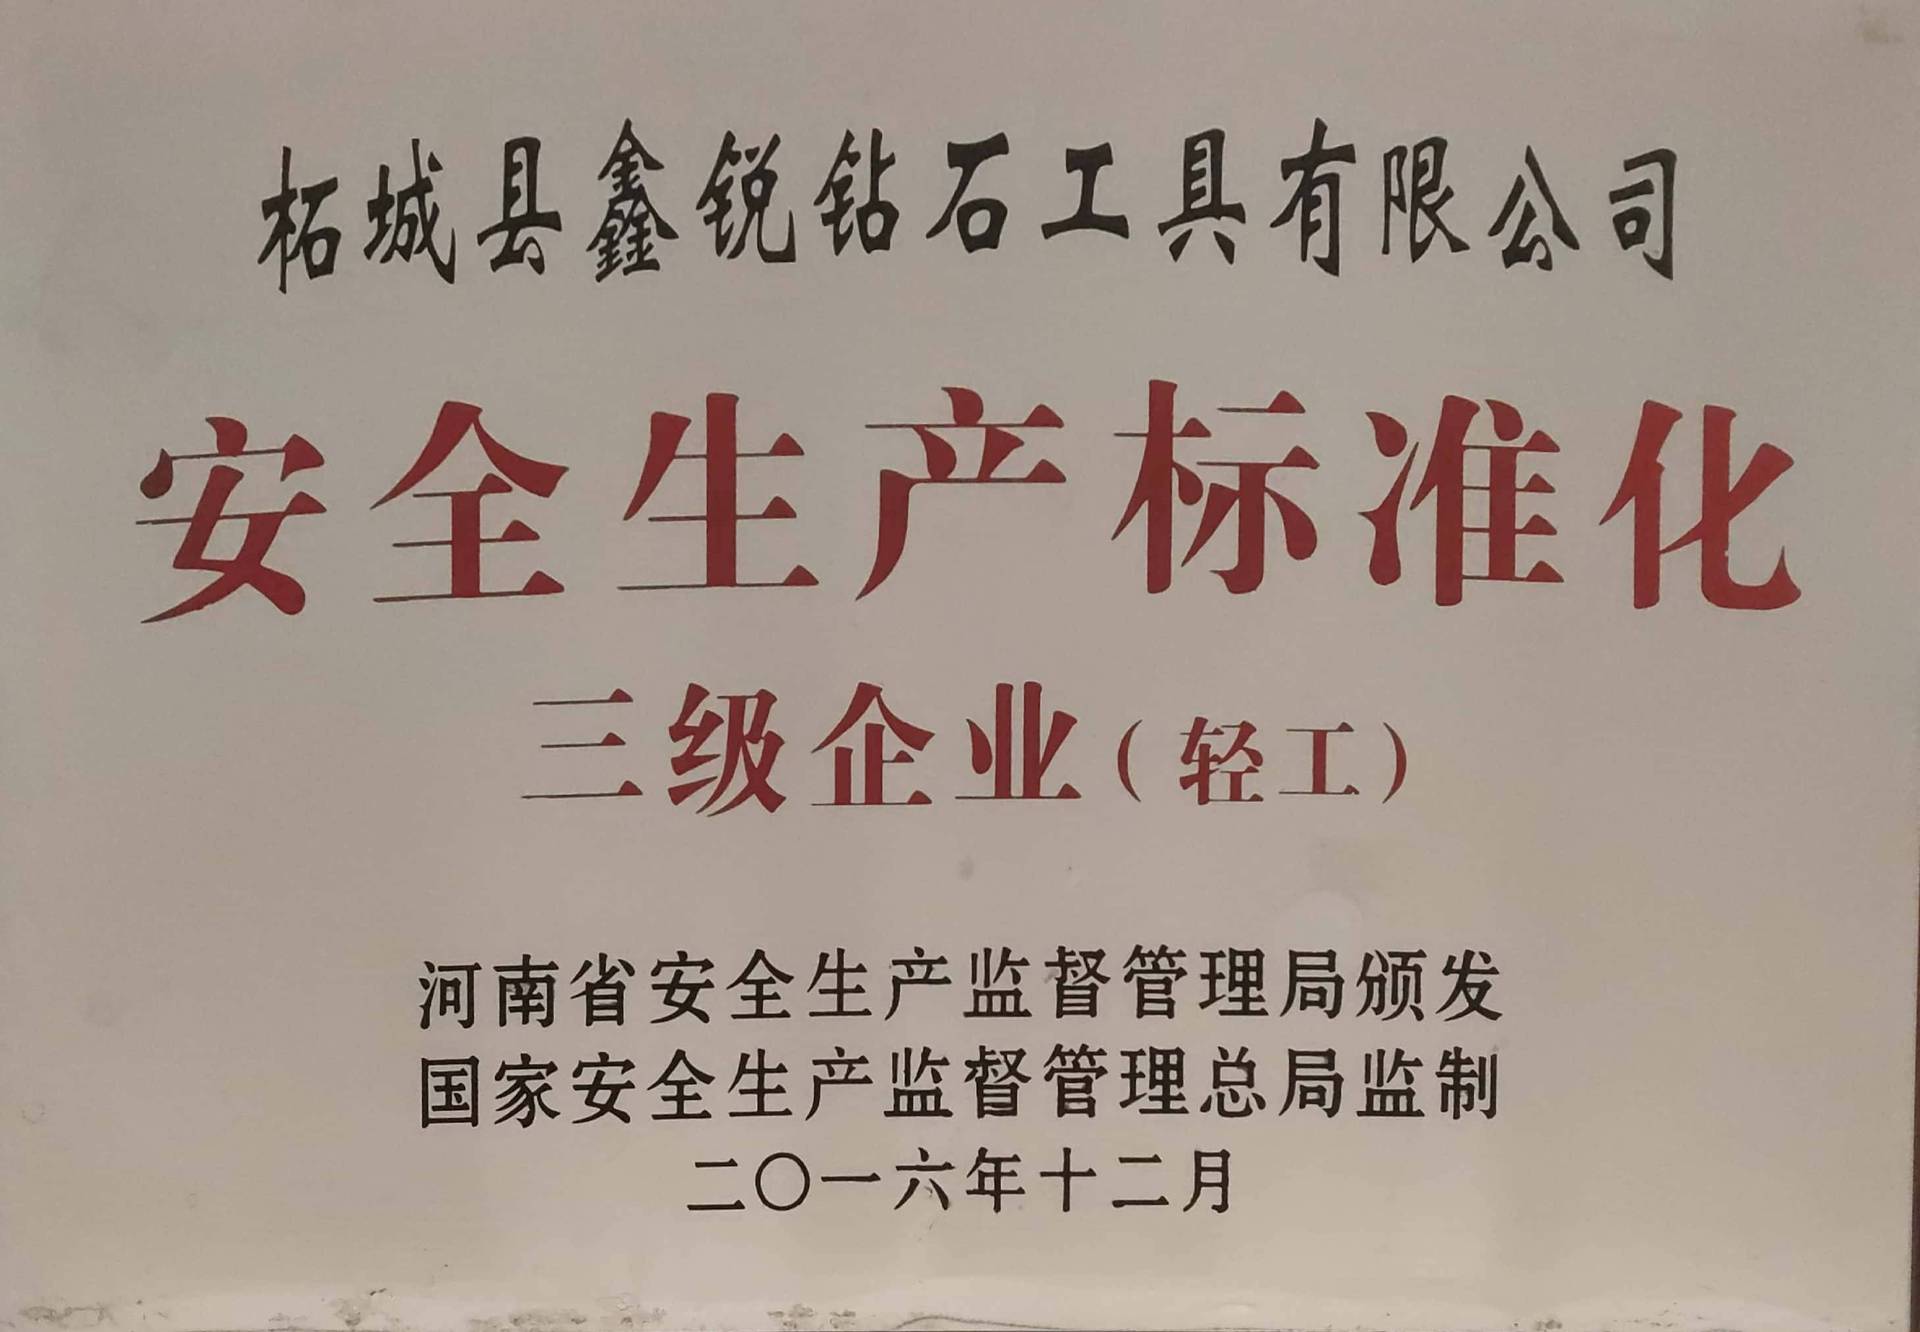 柘城县鑫锐钻石工具有限公司
安全生产标准化
三级企业（轻工）
河南省安全生产监督管理局颁发
国家安全生产监督管理总局监制
二〇一六年十二月